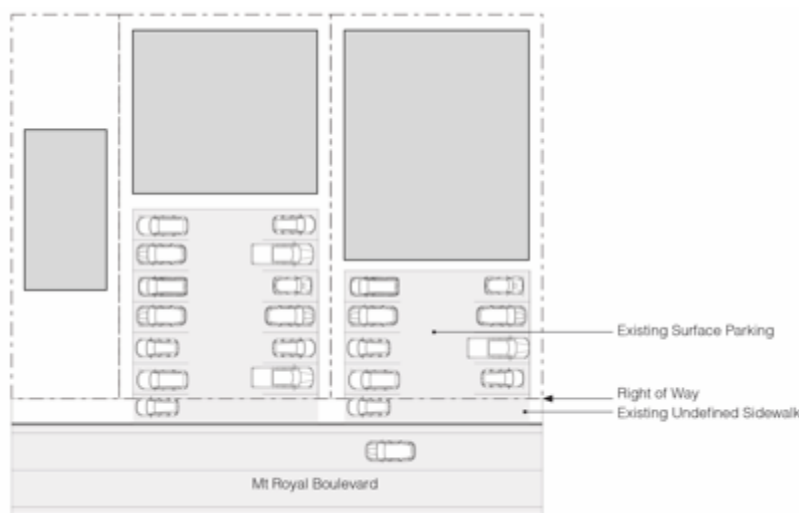 Existing Surface Parking
Right of Way
Existing Undefined Sidewalk
Mt Royal Boulevard